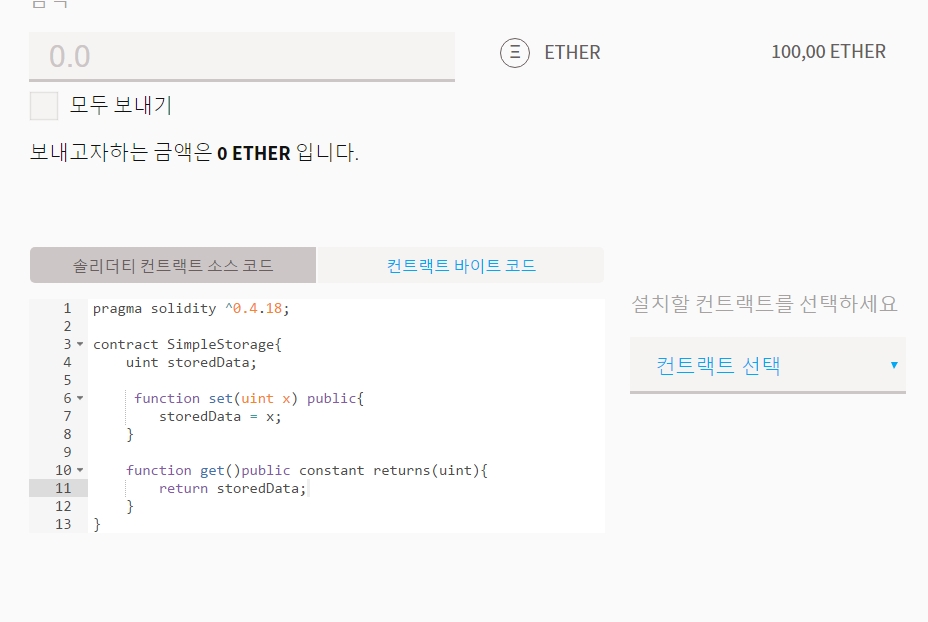 0.0
ETHER
100,00 ETHER
모두 보내기
보내고자하는 금액은 0 ETHER 입니다.
솔리더티 컨트랙트 소스 코드
컨트랙트 바이트 코드
1 pragma solidity ^0.4.18;
2
3 contract SimpleStorage{
4 uint storedData;
5
6 function set(uint x) public{
7 storedData = x;
8 }
9
10 function get()public constant returns(uint){
11 return storedData;
12 }
13 }
설치할 컨트랙트를 선택하세요
컨트랙트 선택